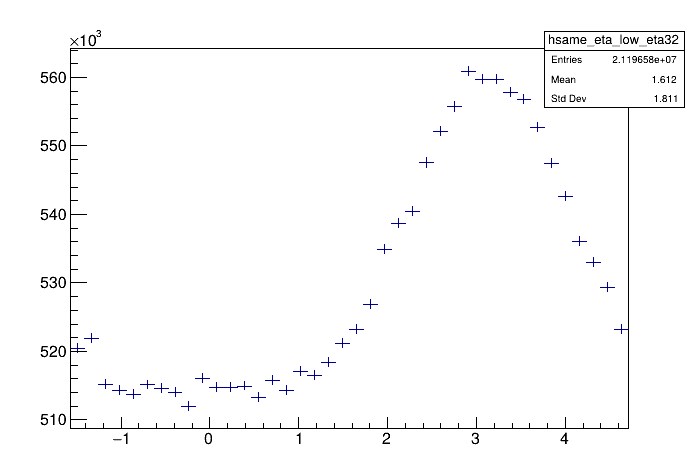 ×10³
hsame_eta_low_eta32
Entries 2.119658e+07
Mean 1.612
Std Dev 1.811
560
550
540
530
520
510
−1 0 1 2 3 4